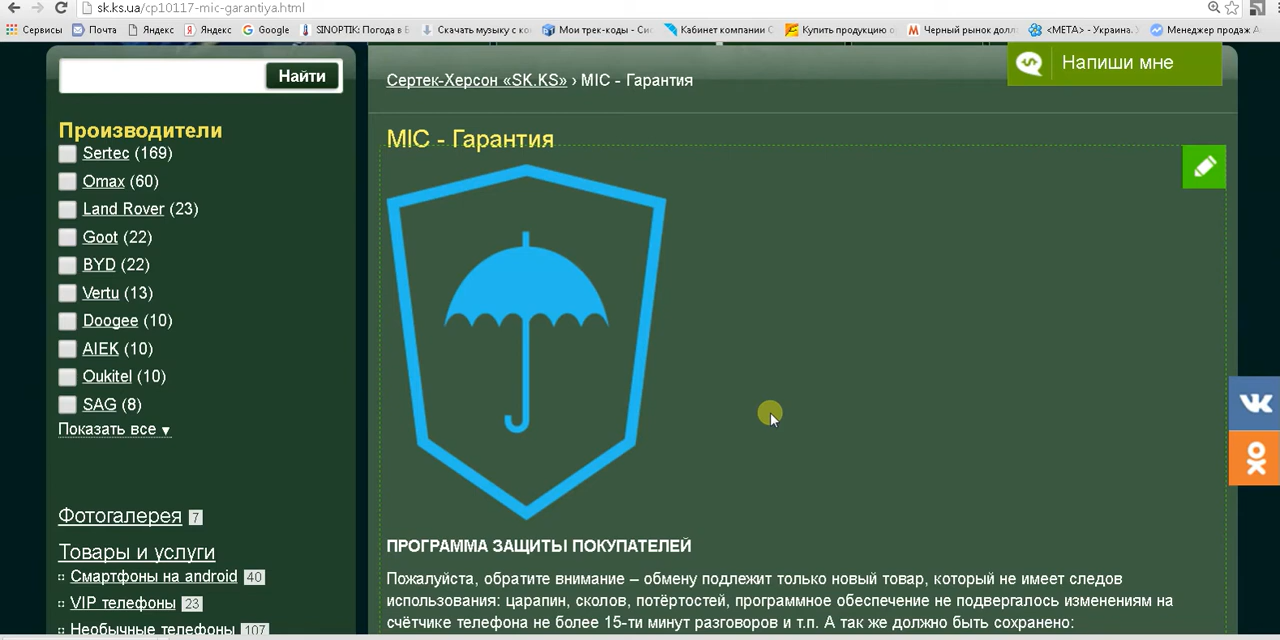 sk.ks.ua/cp10117-mic-garantiya.html
Сервисы Почта Яндекс Яндекс Google SINOPTIK: Погода в Б Скачать музыку с ко Мои трек-коды - Сис Кабинет компании С Купить продукцию о Черный рынок долл <META> - Украина. Менеджер продаж A
Найти
Сертек-Херсон «SK.KS» › MIC - Гарантия
Напиши мне
Производители
Sertec (169)
Omax (60)
Land Rover (23)
Goot (22)
BYD (22)
Vertu (13)
Doogee (10)
AIEK (10)
Oukitel (10)
SAG (8)
Показать все ▼
Фотогалерея 7
Товары и услуги
Смартфоны на android 40
VIP телефоны 23
Необычные телефоны 107
MIC - Гарантия
ПРОГРАММА ЗАЩИТЫ ПОКУПАТЕЛЕЙ
Пожалуйста, обратите внимание – обмену подлежит только новый товар, который не имеет следов
использования: царапин, сколов, потёртостей, программное обеспечение не подвергалось изменениям на
счётчике телефона не более 15-ти минут разговоров и т.п. А так же должно быть сохранено: